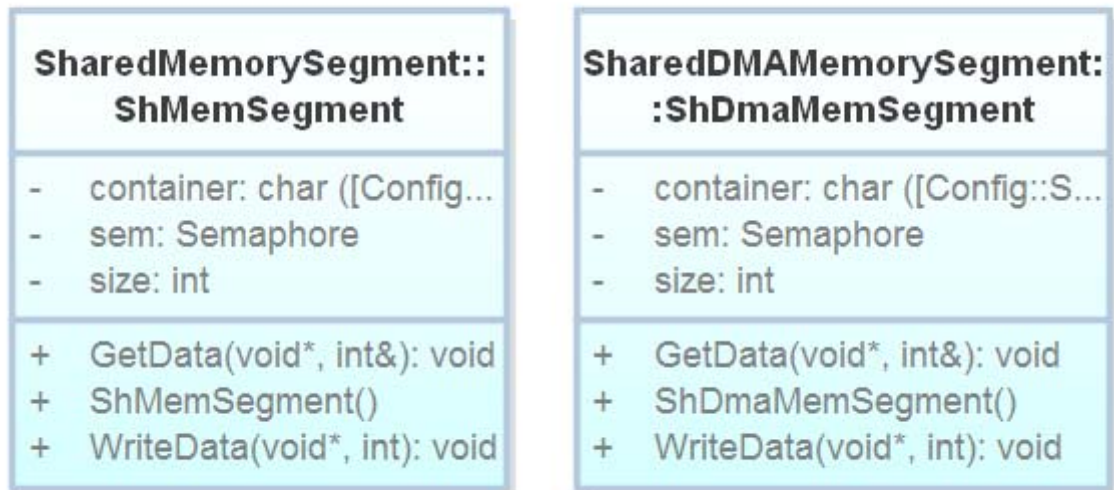 SharedMemorySegment::
ShMemSegment
- container: char ([Config...
- sem: Semaphore
- size: int
+ GetData(void*, int&): void
+ ShMemSegment()
+ WriteData(void*, int): void
SharedDMAMemorySegment:
:ShDmaMemSegment
- container: char ([Config::S...
- sem: Semaphore
- size: int
+ GetData(void*, int&): void
+ ShDmaMemSegment()
+ WriteData(void*, int): void